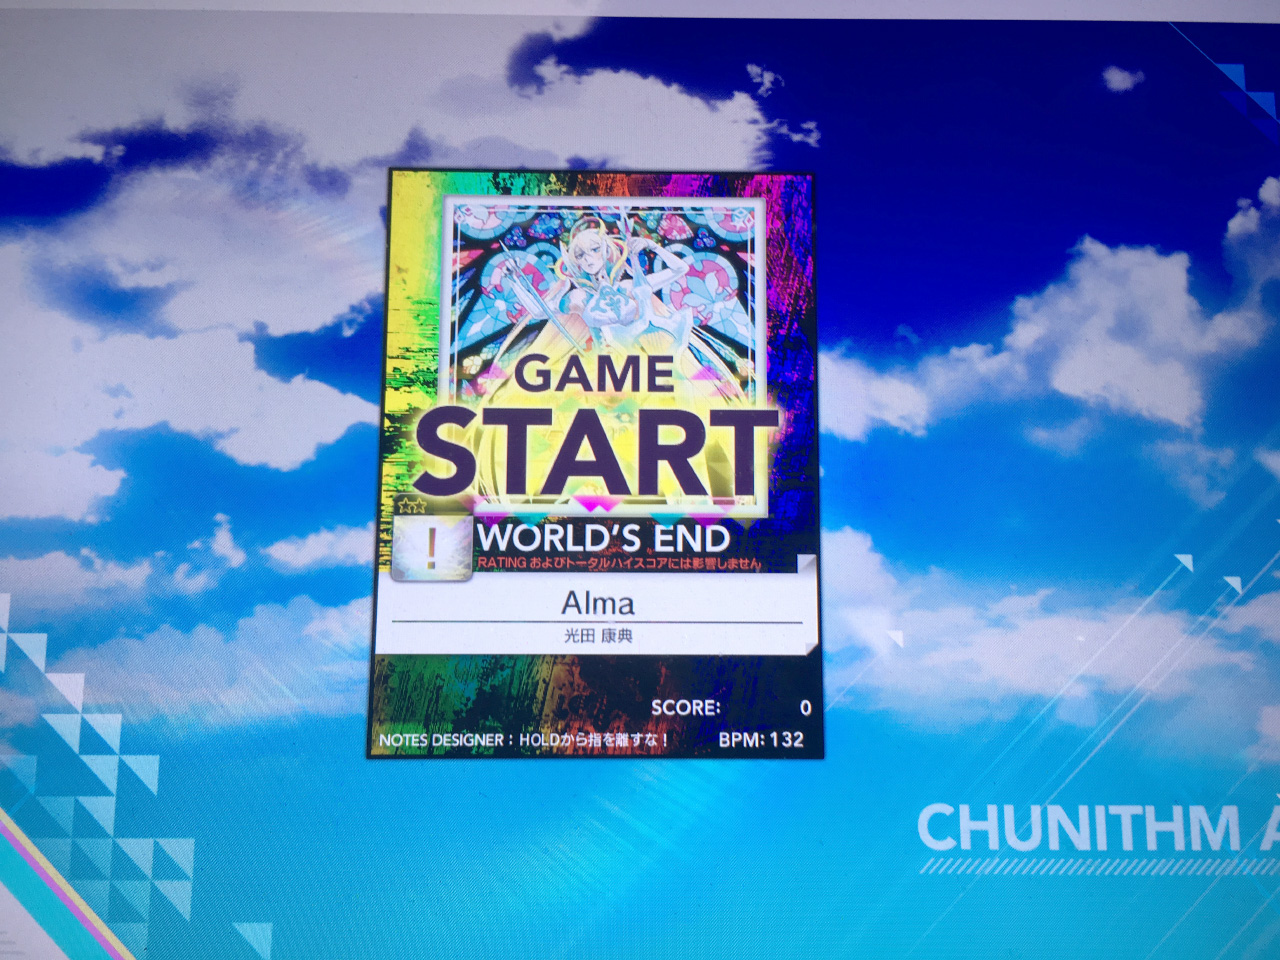 GAME
START
☆☆
!
WORLD'S END
RATING およびトータルハイスコアには影響しません
Alma
光田 康典
SCORE: 0
NOTES DESIGNER : HOLDから指を離すな！ BPM: 132
CHUNITHM